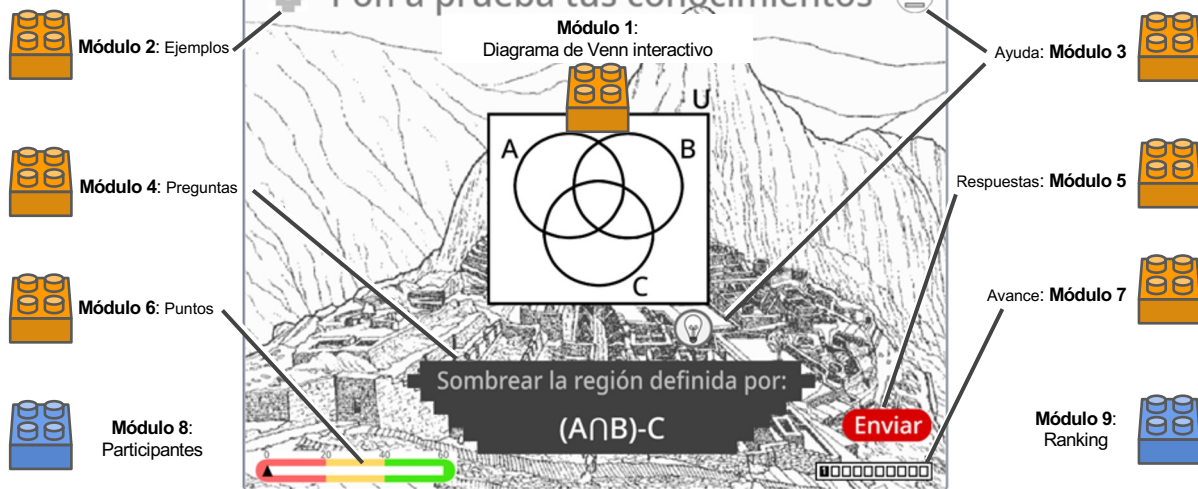 Pon a prueba tus conocimientos
Módulo 1:
Diagrama de Venn interactivo
Módulo 2: Ejemplos
Ayuda: Módulo 3
U
A
B
C
Módulo 4: Preguntas
Respuestas: Módulo 5
Módulo 6: Puntos
Avance: Módulo 7
Sombrear la región definida por:
(A∩B)-C
Enviar
Módulo 8:
Participantes
Módulo 9:
Ranking
0 20 40 60
1